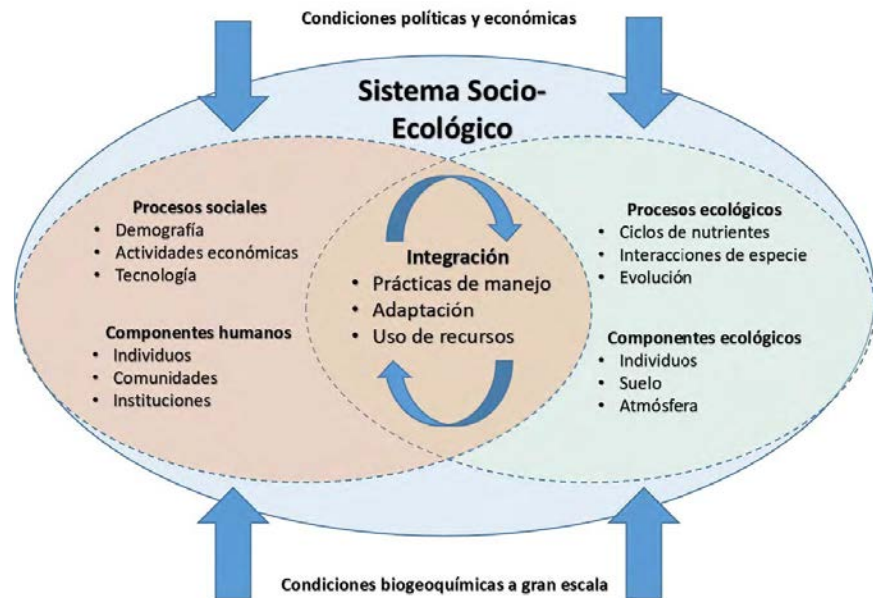 Condiciones políticas y económicas
Sistema Socio-
Ecológico
Procesos sociales
• Demografía
• Actividades económicas
• Tecnología
Componentes humanos
• Individuos
• Comunidades
• Instituciones
Integración
• Prácticas de manejo
• Adaptación
• Uso de recursos
Procesos ecológicos
• Ciclos de nutrientes
• Interacciones de especie
• Evolución
Componentes ecológicos
• Individuos
• Suelo
• Atmósfera
Condiciones biogeoquímicas a gran escala